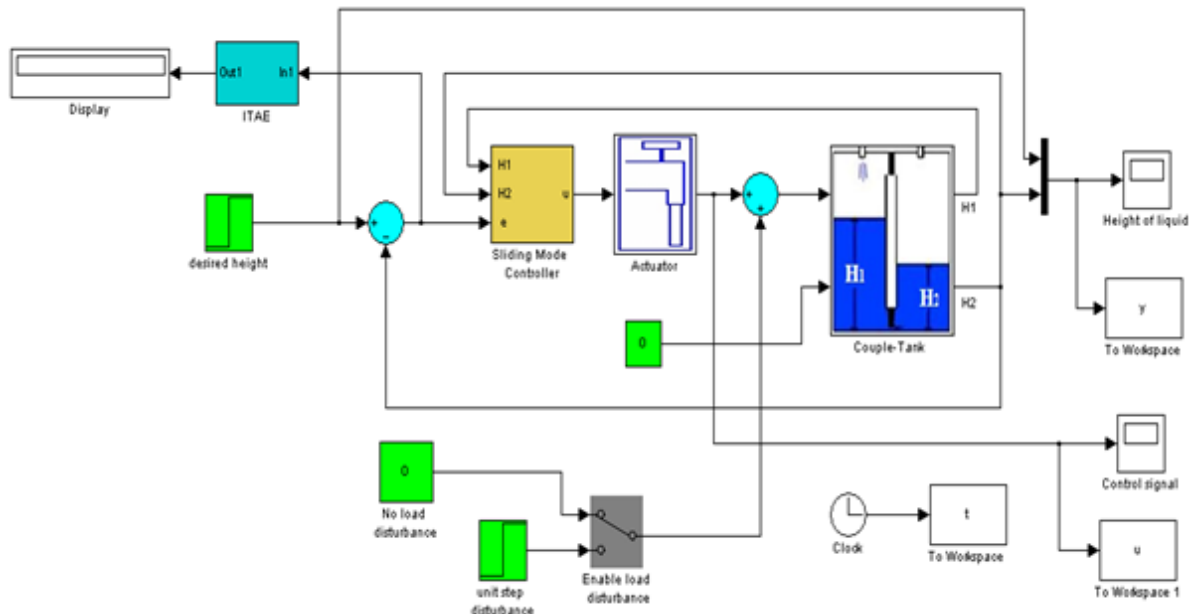 Out1
In1
Display
ITAE
H1
H2
e
u
Sliding Mode
Controller
Actuator
+
-
+
+
H1
H2
H1
H2
Couple-Tank
desired height
0
Height of liquid
y
To Workspace
0
No load
disturbance
unit step
disturbance
Enable load
disturbance
Clock
t
To Workspace
Control signal
u
To Workspace 1